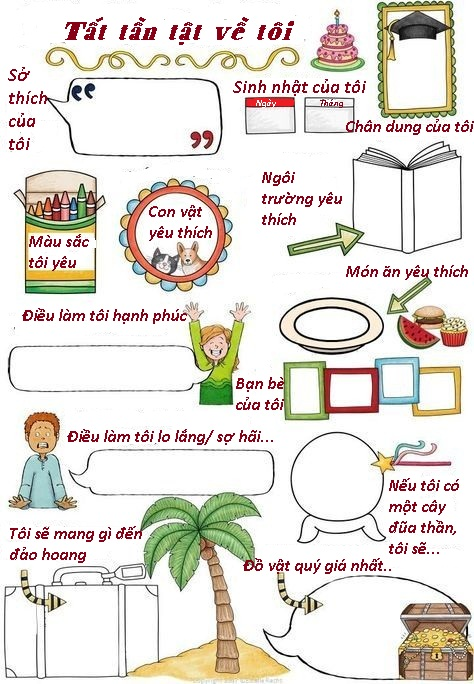 Tất tần tật về tôi
Sở
thích
của
tôi
Sinh nhật của tôi
Ngày
Tháng
Chân dung của tôi
Ngôi
trường yêu
thích
Con vật
yêu thích
Màu sắc
tôi yêu
Món ăn yêu thích
Điều làm tôi hạnh phúc
Bạn bè
của tôi
Điều làm tôi lo lắng/ sợ hãi...
Nếu tôi có
một cây
đũa thần,
tôi sẽ...
Tôi sẽ mang gì đến
đảo hoang
Đồ vật quý giá nhất..